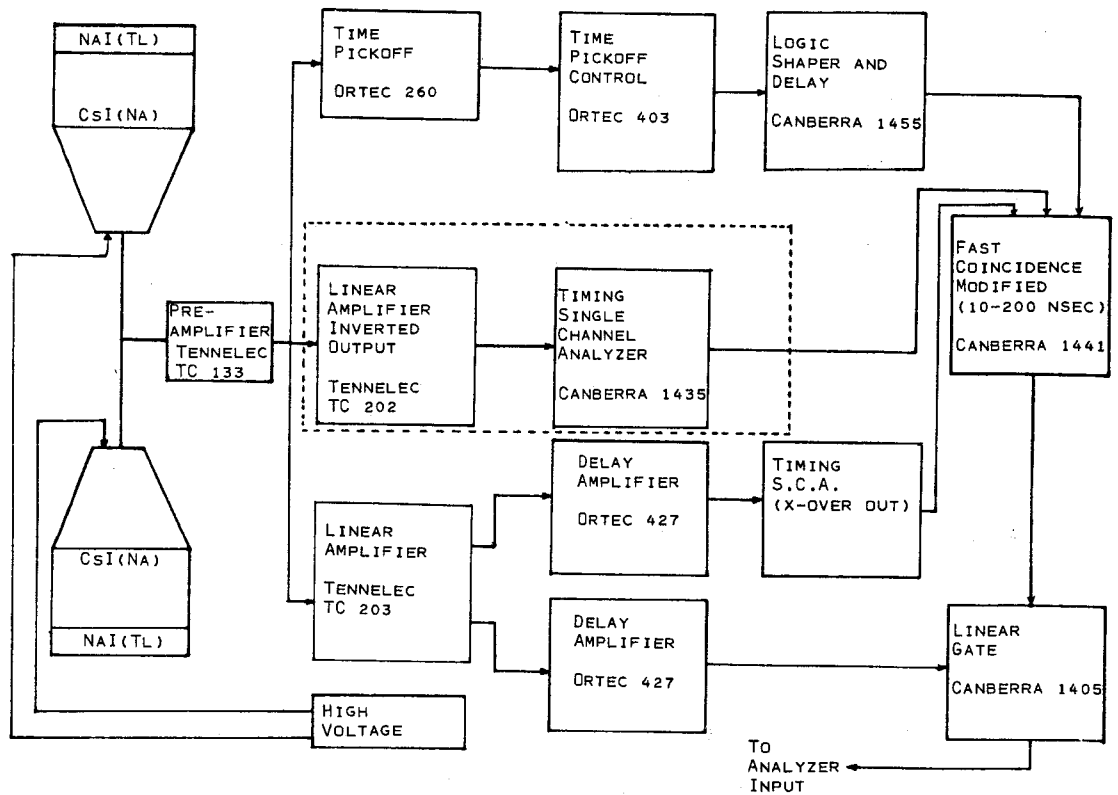 NaI(Tl)
CsI(Na)
Time
Pickoff
Ortec 260
Time
Pickoff
Control
Ortec 403
Logic
Shaper and
Delay
Canberra 1455
Pre-
amplifier
Tennelec
TC 133
Linear
Amplifier
Inverted
Output
Tennelec
TC 202
Timing
Single
Channel
Analyzer
Canberra 1435
Fast
Coincidence
Modified
(10-200 nsec)
Canberra 1441
CsI(Na)
NaI(Tl)
Linear
Amplifier
Tennelec
TC 203
Delay
Amplifier
Ortec 427
Timing
S.C.A.
(X-over out)
Delay
Amplifier
Ortec 427
Linear
Gate
Canberra 1405
High
Voltage
To
Analyzer
Input